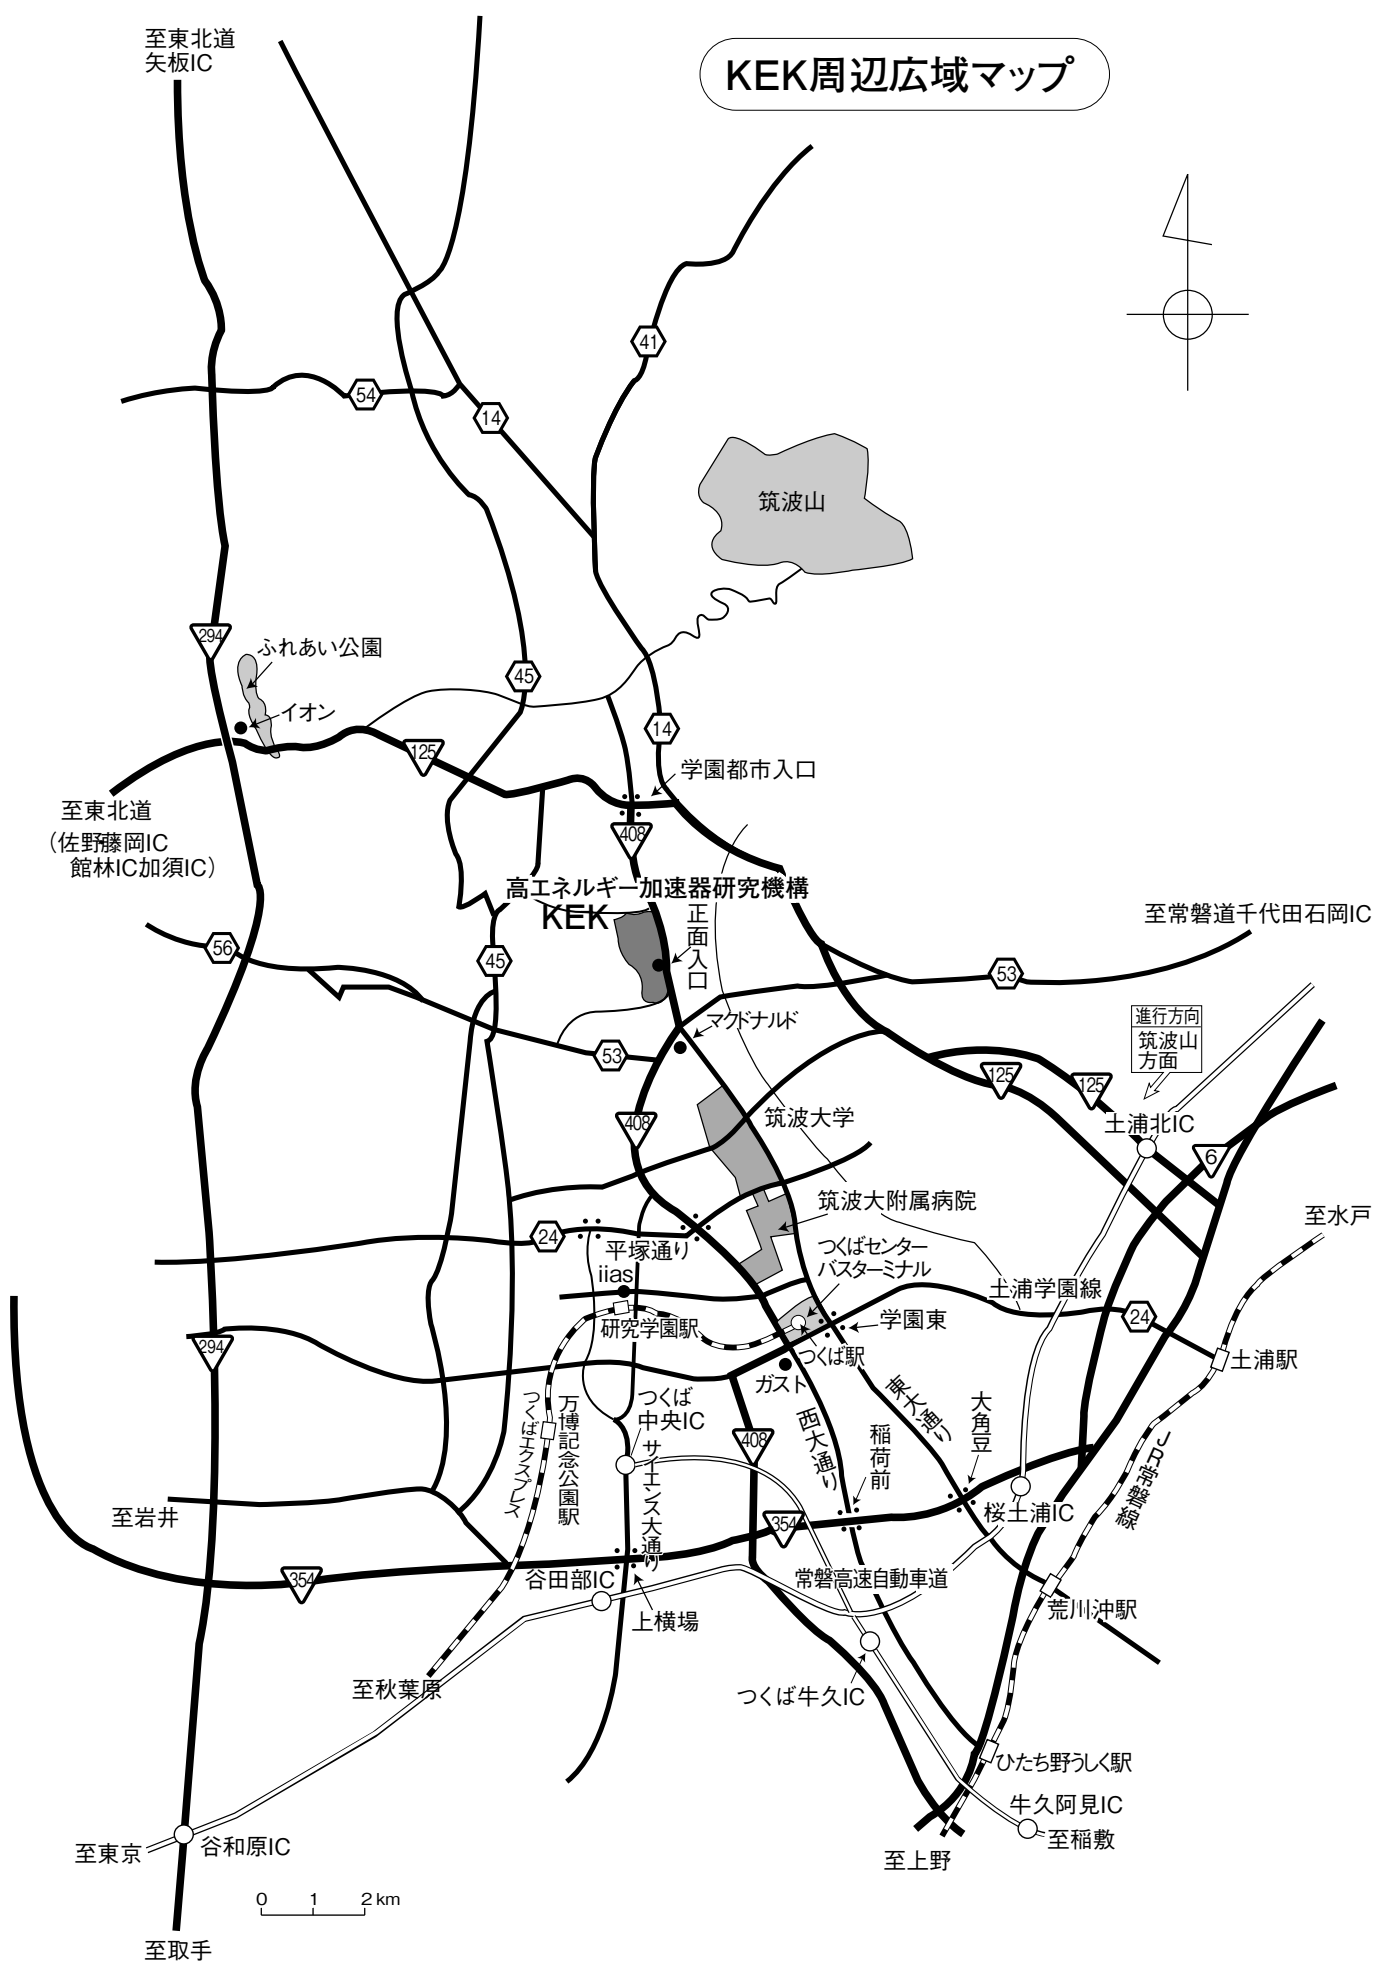 至東北道
矢板IC
KEK周辺広域マップ
41
54
14
筑波山
294
ふれあい公園
45
イオン
14
125
学園都市入口
至東北道
(佐野藤岡IC
館林IC加須IC)
408
高エネルギー加速器研究機構
KEK
正面入口
至常磐道千代田石岡IC
56
45
53
進行方向
筑波山
方面
マクドナルド
53
125
125
408
筑波大学
土浦北IC
6
筑波大附属病院
至水戸
24
平塚通り
つくばセンター
バスターミナル
iias
土浦学園線
研究学園駅
学園東
24
294
つくば駅
土浦駅
ガスト
つくば
中央IC
万博記念公園駅
つくばエクスプレス
東大通り
大角豆
西大通り
稲荷前
408
JR常磐線
サイエンス大通り
至岩井
桜土浦IC
354
354
谷田部IC
常磐高速自動車道
上横場
荒川沖駅
至秋葉原
つくば牛久IC
ひたち野うしく駅
牛久阿見IC
至稲敷
至東京
谷和原IC
至上野
0 1 2 km
至取手